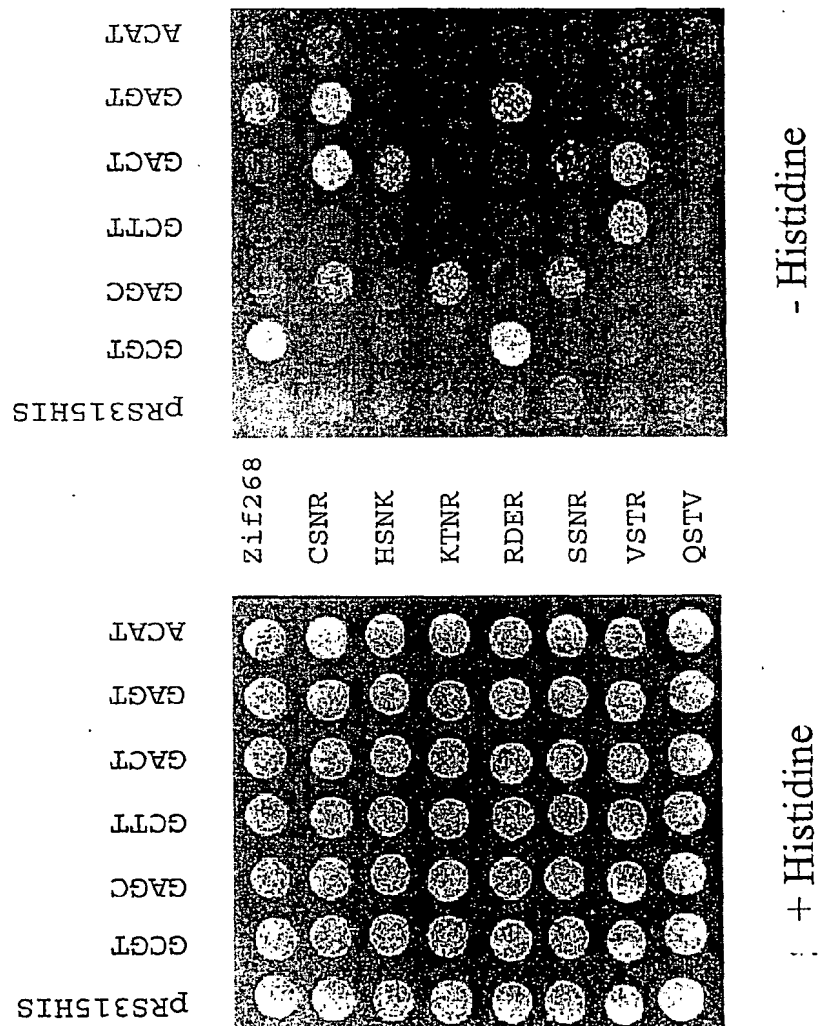 ACAT
GAGT
GACT
GCTT
GAGC
GCGT
pRS315HIS
- Histidine
Zif268
CSNR
HSNK
KTNR
RDER
SSNR
VSTR
QSTV
ACAT
GAGT
GACT
GCTT
GAGC
GCGT
pRS315HIS
+ Histidine